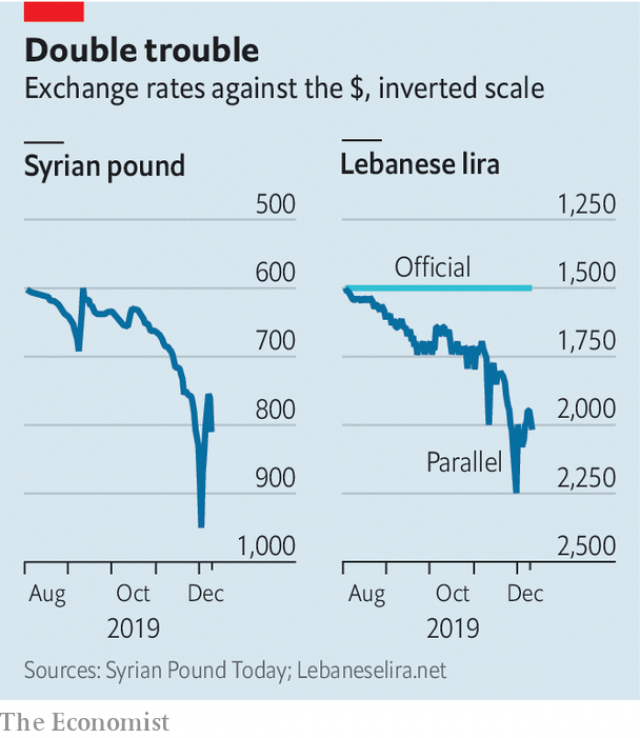 Double trouble
Exchange rates against the $, inverted scale
Syrian pound
500
600
700
800
900
1,000
Aug
Oct
Dec
2019
Lebanese lira
1,250
Official
1,500
1,750
2,000
Parallel
2,250
2,500
Aug
Oct
Dec
2019
Sources: Syrian Pound Today; Lebaneselira.net
The Economist